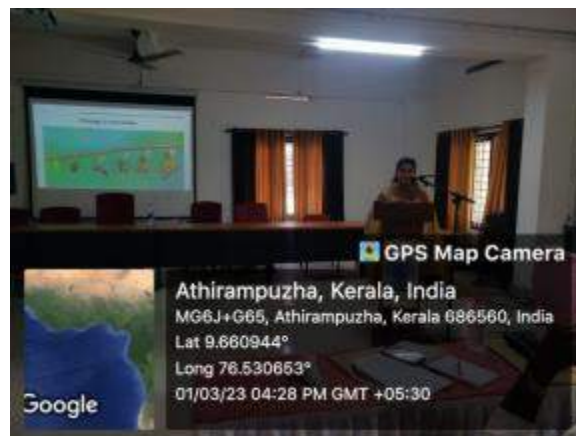 GPS Map Camera
Athirampuzha, Kerala, India
MG6J+G65, Athirampuzha, Kerala 686560, India
Lat 9.660944°
Long 76.530653°
01/03/23 04:28 PM GMT +05:30
Google